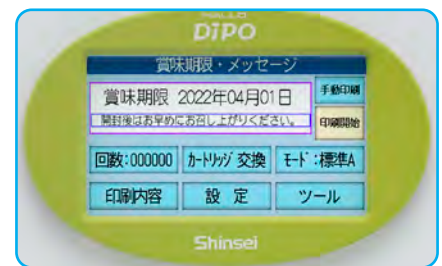 DiPO
賞味期限・メッセージ
賞味期限 2022年04月01日
手動印刷
開封後はお早めにお召し上がりください。
印刷開始
回数:000000
カートリッジ 交換
モード:標準A
印刷内容
設 定
ツール
Shinsei